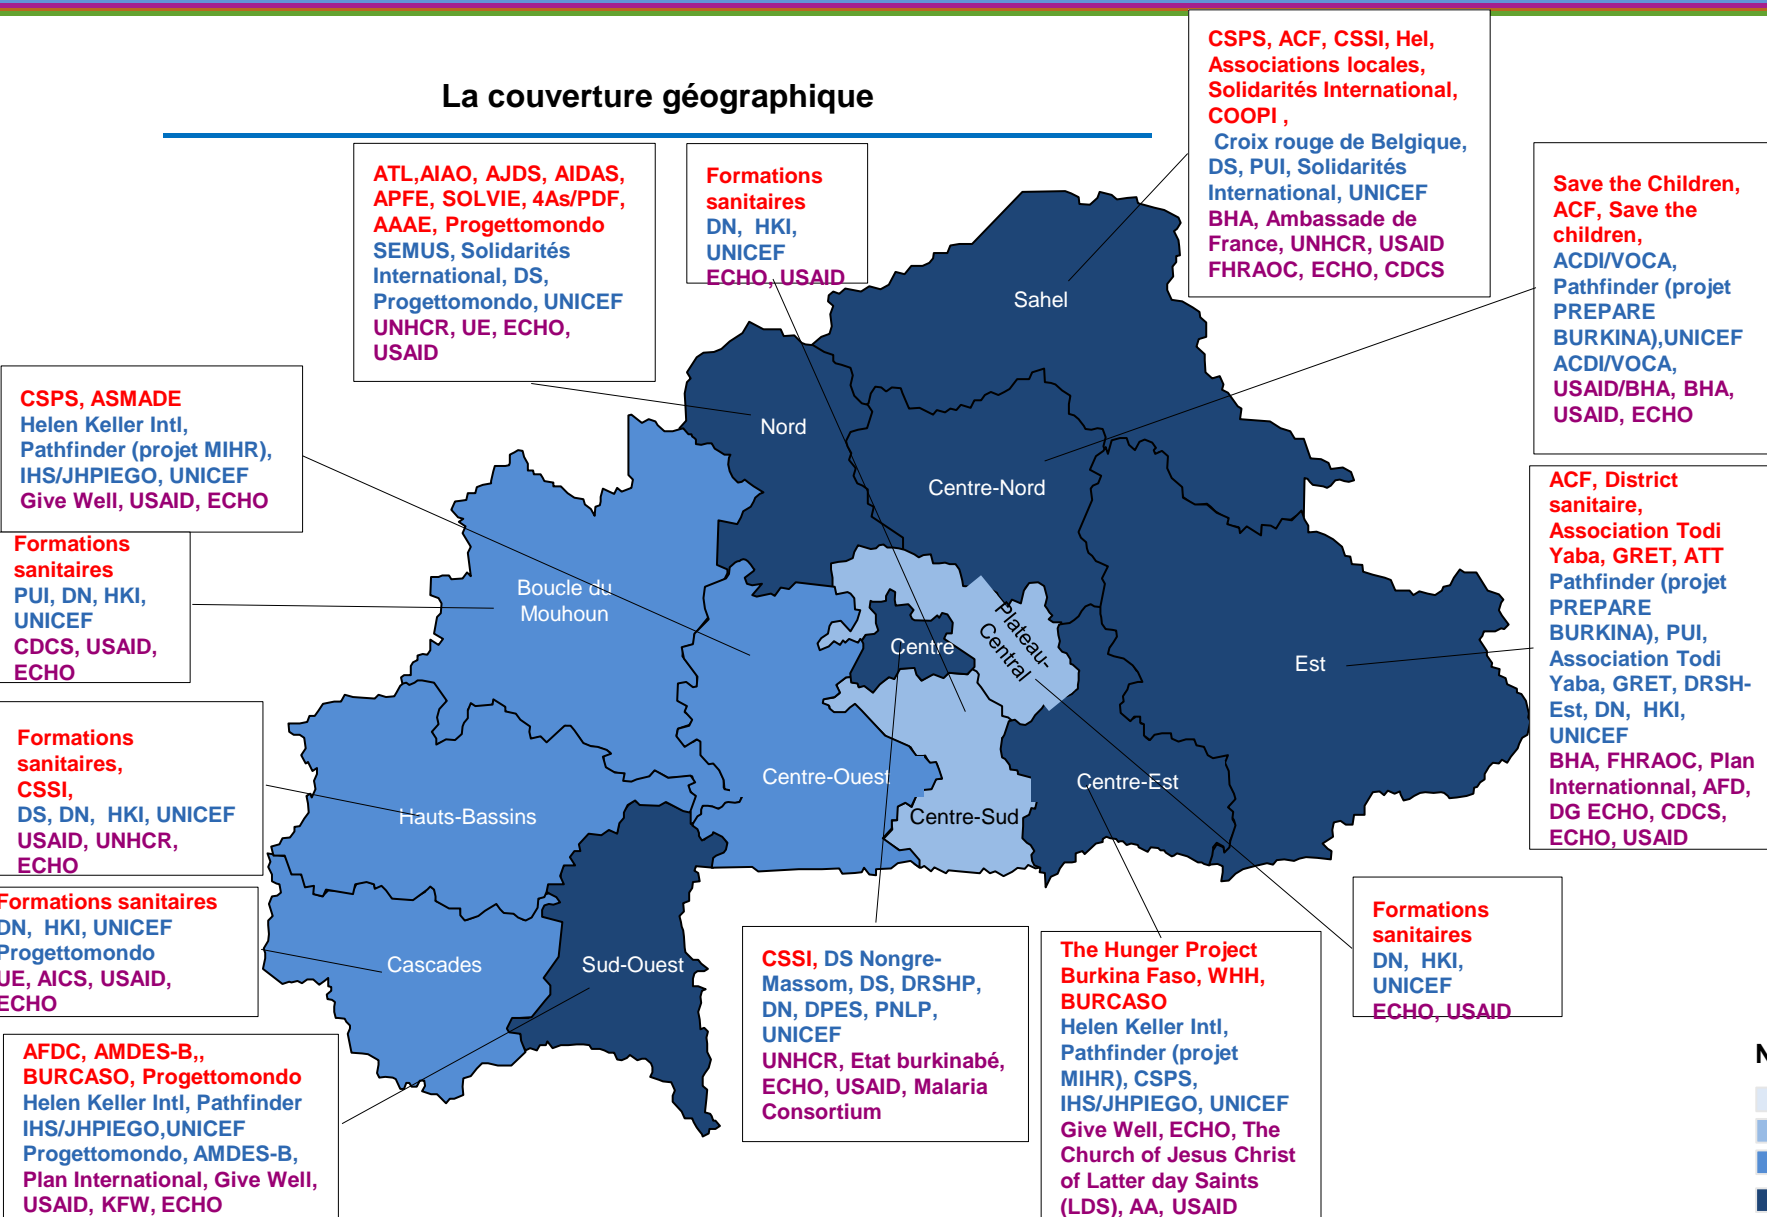 La couverture géographique
CSPS, ACF, CSSI, Hel,
Associations locales,
Solidarités International,
COOPI ,
Croix rouge de Belgique,
DS, PUI, Solidarités
International, UNICEF
BHA, Ambassade de
France, UNHCR, USAID
FHRAOC, ECHO, CDCS
ATL,AIAO, AJDS, AIDAS,
APFE, SOLVIE, 4As/PDF,
AAAE, Progettomondo
SEMUS, Solidarités
International, DS,
Progettomondo, UNICEF
UNHCR, UE, ECHO,
USAID
Formations
sanitaires
DN, HKI,
UNICEF
ECHO, USAID
Save the Children,
ACF, Save the
children,
ACDI/VOCA,
Pathfinder (projet
PREPARE
BURKINA),UNICEF
ACDI/VOCA,
USAID/BHA, BHA,
USAID, ECHO
CSPS, ASMADE
Helen Keller Intl,
Pathfinder (projet MIHR),
IHS/JHPIEGO, UNICEF
Give Well, USAID, ECHO
Formations
sanitaires
PUI, DN, HKI,
UNICEF
CDCS, USAID,
ECHO
ACF, District
sanitaire,
Association Todi
Yaba, GRET, ATT
Pathfinder (projet
PREPARE
BURKINA), PUI,
Association Todi
Yaba, GRET, DRSH-
Est, DN, HKI,
UNICEF
BHA, FHRAOC, Plan
Internationnal, AFD,
DG ECHO, CDCS,
ECHO, USAID
Sahel
Nord
Centre-Nord
Boucle du
Mouhoun
Plateau-
Central
Centre
Est
Centre-Ouest
Centre-Est
Centre-Sud
Hauts-Bassins
Cascades
Sud-Ouest
Formations
sanitaires,
CSSI,
DS, DN, HKI, UNICEF
USAID, UNHCR,
ECHO
Formations sanitaires
DN, HKI, UNICEF
Progettomondo
UE, AICS, USAID,
ECHO
AFDC, AMDES-B,,
BURCASO, Progettomondo
Helen Keller Intl, Pathfinder
IHS/JHPIEGO,UNICEF
Progettomondo, AMDES-B,
Plan International, Give Well,
USAID, KFW, ECHO
CSSI, DS Nongre-
Massom, DS, DRSHP,
DN, DPES, PNLP,
UNICEF
UNHCR, Etat burkinabé,
ECHO, USAID, Malaria
Consortium
The Hunger Project
Burkina Faso, WHH,
BURCASO
Helen Keller Intl,
Pathfinder (projet
MIHR), CSPS,
IHS/JHPIEGO, UNICEF
Give Well, ECHO, The
Church of Jesus Christ
of Latter day Saints
(LDS), AA, USAID
Formations
sanitaires
DN, HKI,
UNICEF
ECHO, USAID